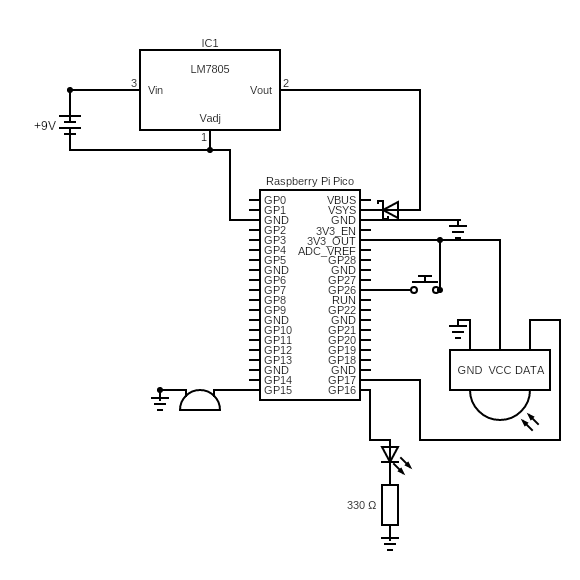 IC1
LM7805
3
Vin
Vout
2
Vadj
1
+9V
Raspberry Pi Pico
GP0 VBUS
GP1 VSYS
GND GND
GP2 3V3_EN
GP3 3V3_OUT
GP4 ADC_VREF
GP5 GP28
GND GND
GP6 GP27
GP7 GP26
GP8 RUN
GP9 GP22
GND GND
GP10 GP21
GP11 GP20
GP12 GP19
GP13 GP18
GND GND
GP14 GP17
GP15 GP16
GND VCC DATA
330 Ω